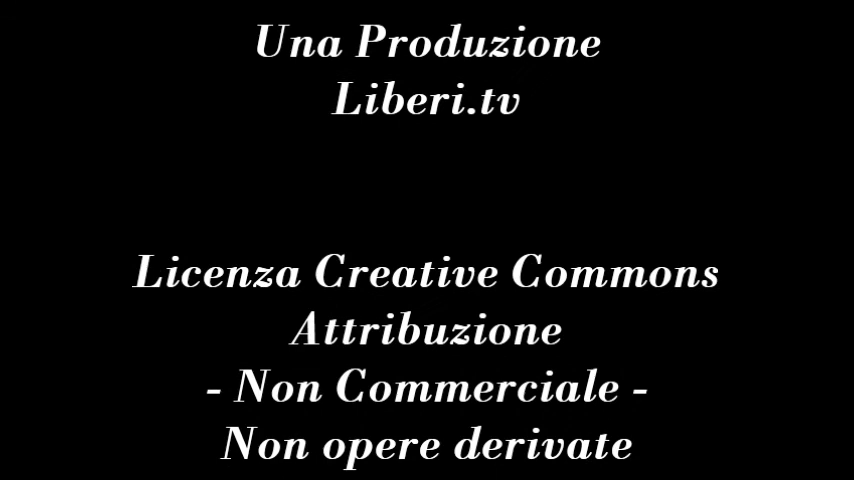 Una Produzione
Liberi.tv
Licenza Creative Commons
Attribuzione
- Non Commerciale -
Non opere derivate